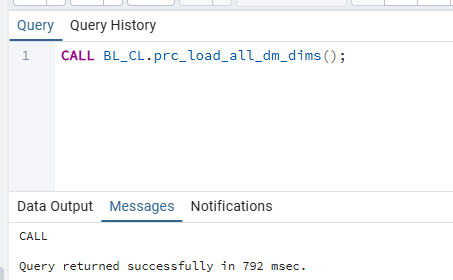 Query Query History
1 CALL BL_CL.prc_load_all_dm_dims();
Data Output Messages Notifications
CALL
Query returned successfully in 792 msec.